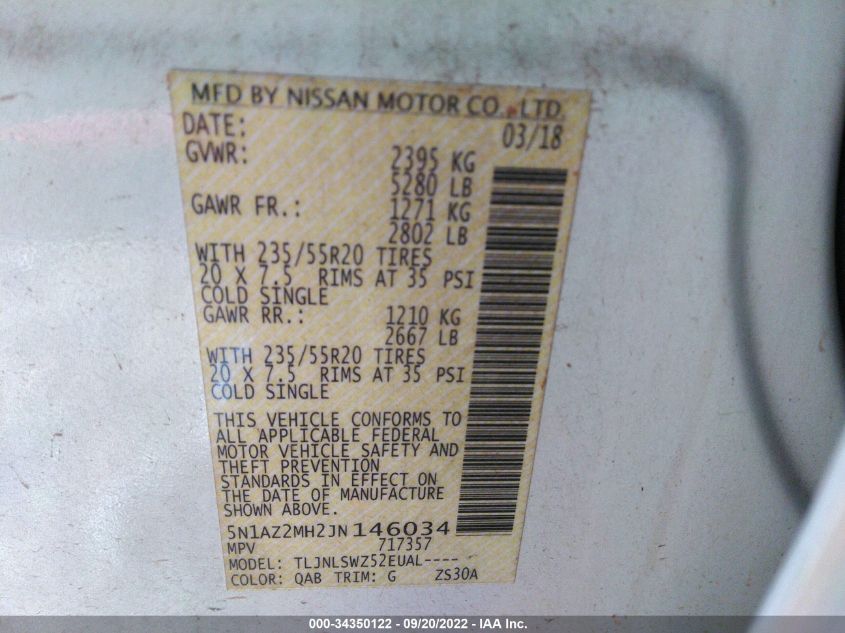 MFD BY NISSAN MOTOR CO., LTD.
DATE: 03/18
GVWR: 2395 KG
5280 LB
GAWR FR.: 1271 KG
2802 LB
WITH 235/55R20 TIRES
20 X 7.5 RIMS AT 35 PSI
COLD SINGLE
GAWR RR.: 1210 KG
2667 LB
WITH 235/55R20 TIRES
20 X 7.5 RIMS AT 35 PSI
COLD SINGLE
THIS VEHICLE CONFORMS TO
ALL APPLICABLE FEDERAL
MOTOR VEHICLE SAFETY AND
THEFT PREVENTION
STANDARDS IN EFFECT ON
THE DATE OF MANUFACTURE
SHOWN ABOVE.
5N1AZ2MH2JN146034
MPV 717357
MODEL: TLJNLSWZ52EUAL----
COLOR: QAB TRIM: G ZS30A
000-34350122 - 09/20/2022 - IAA Inc.